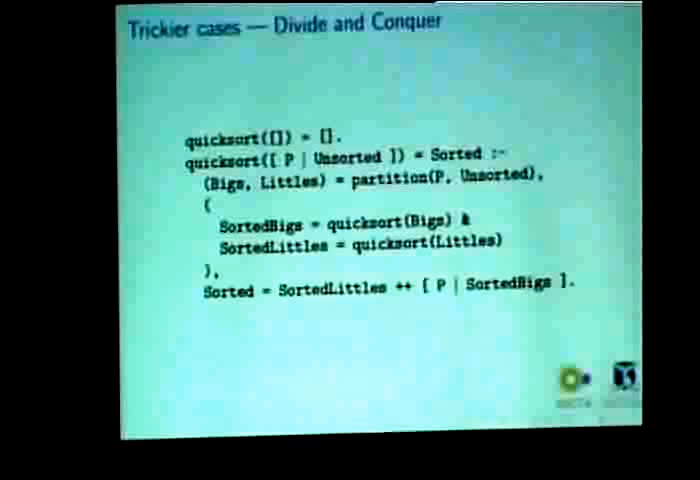 Trickier cases — Divide and Conquer
quicksort([]) = [].
quicksort([ P | Unsorted ]) = Sorted :-
(Bigs, Littles) = partition(P, Unsorted),
(
SortedBigs = quicksort(Bigs) &
SortedLittles = quicksort(Littles)
),
Sorted = SortedLittles ++ [ P | SortedBigs ].